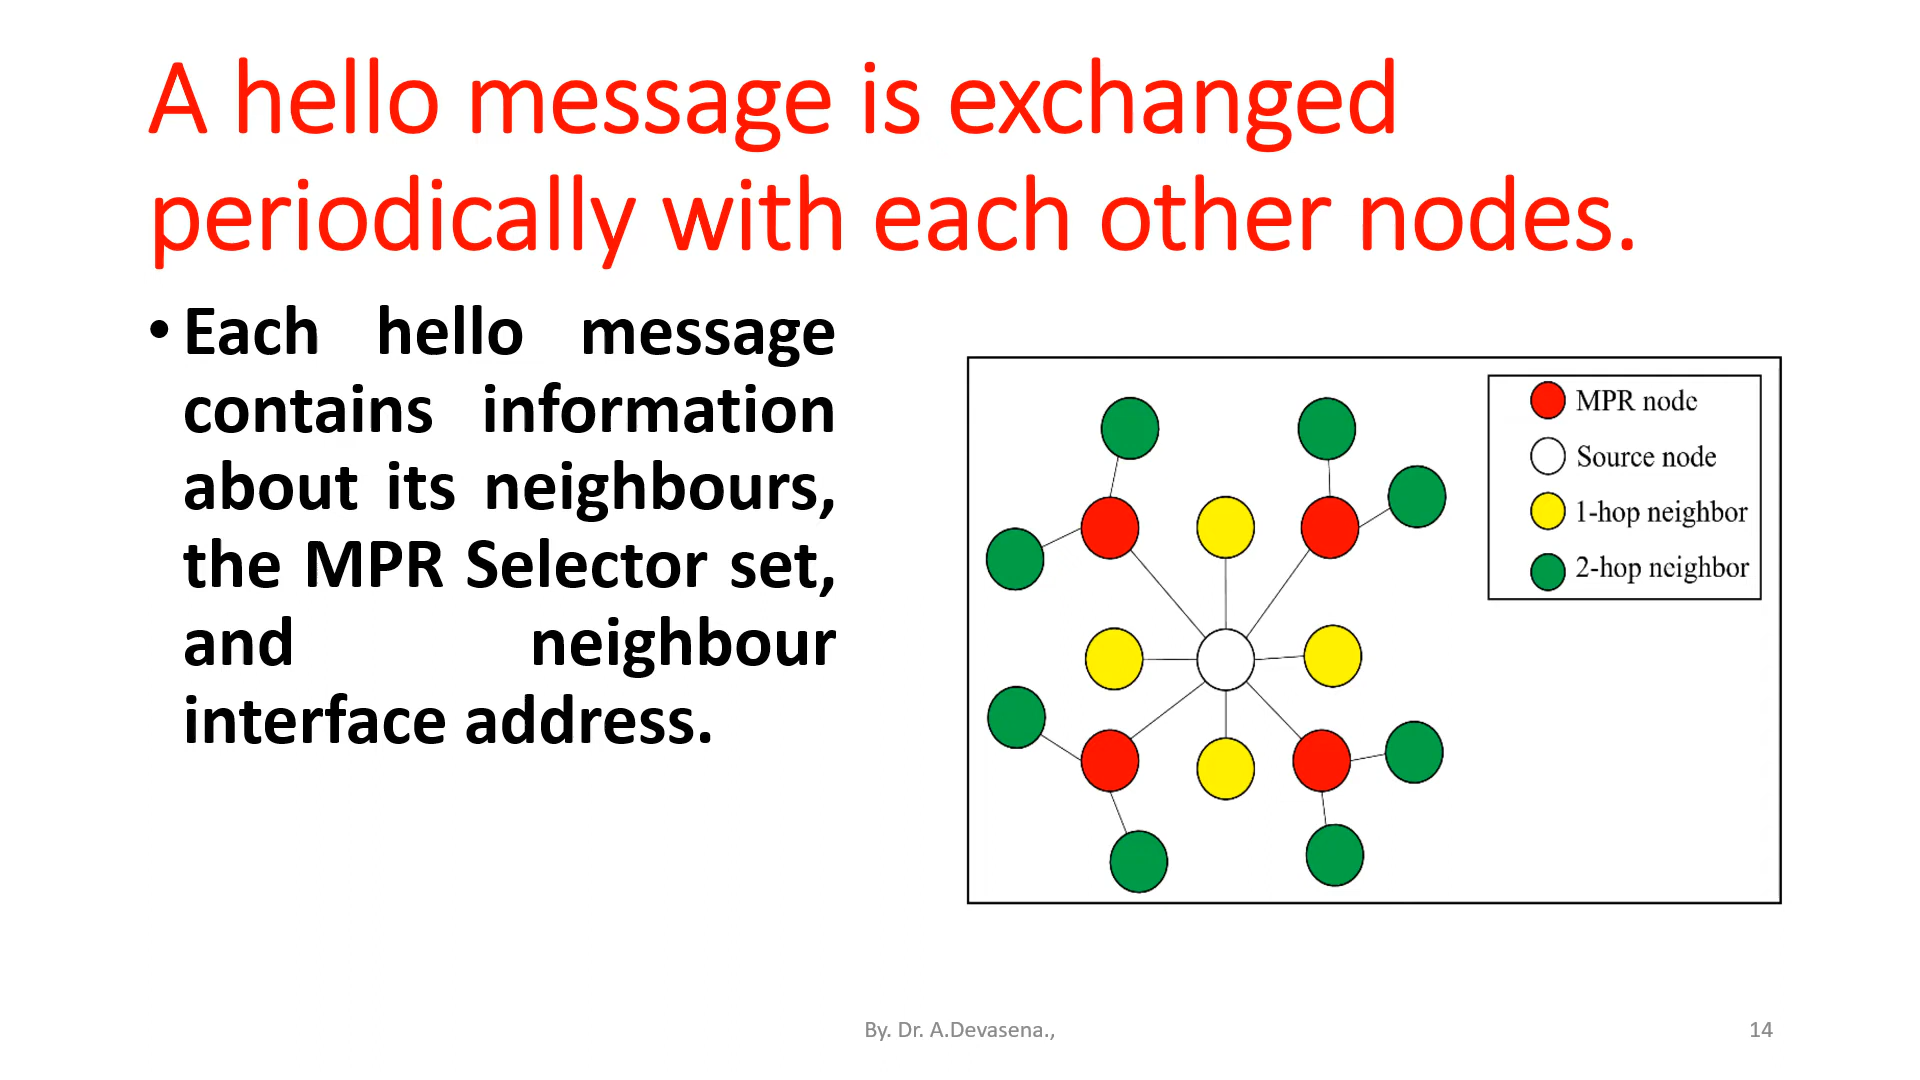 A hello message is exchanged
periodically with each other nodes.
• Each hello message
contains information
about its neighbours,
the MPR Selector set,
and neighbour
interface address.
MPR node
Source node
1-hop neighbor
2-hop neighbor
By. Dr. A.Devasena.,
14